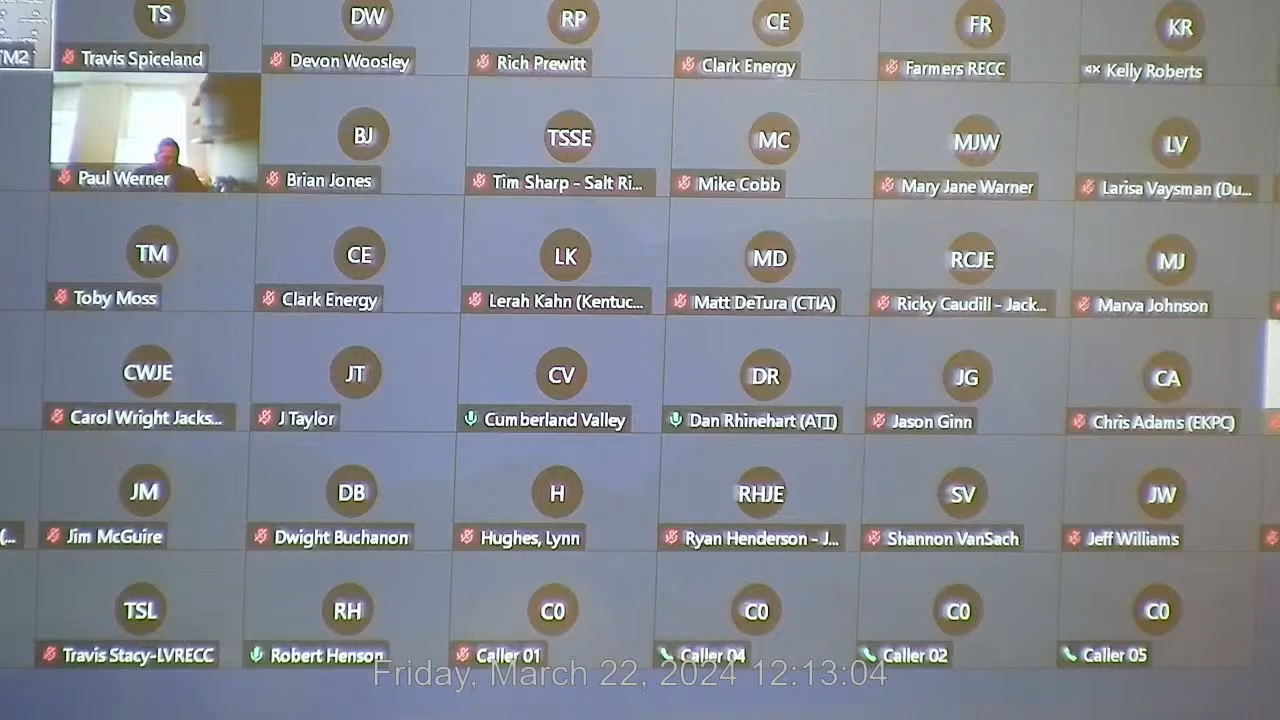 TS DW RP CE FR KR
TM2 Travis Spiceland Devon Woosley Rich Prewitt Clark Energy Farmers RECC Kelly Roberts
BJ TSSE MC MJW LV
Paul Werner Brian Jones Tim Sharp - Salt Ri... Mike Cobb Mary Jane Warner Larisa Vaysman (Du...
TM CE LK MD RCJE MJ
Toby Moss Clark Energy Lerah Kahn (Kentuc... Matt DeTura (CTIA) Ricky Caudill - Jack... Marva Johnson
CWJE JT CV DR JG CA
Carol Wright Jacks... J Taylor Cumberland Valley Dan Rhinehart (ATI) Jason Ginn Chris Adams (EKPC)
JM DB H RHJE SV JW
(... Jim McGuire Dwight Buchanon Hughes, Lynn Ryan Henderson - J... Shannon VanSach Jeff Williams
TSL RH C0 C0 C0 C0
Travis Stacy-LVRECC Robert Henson Caller 01 Caller 04 Caller 02 Caller 05
Friday, March 22, 2024 12:13:04